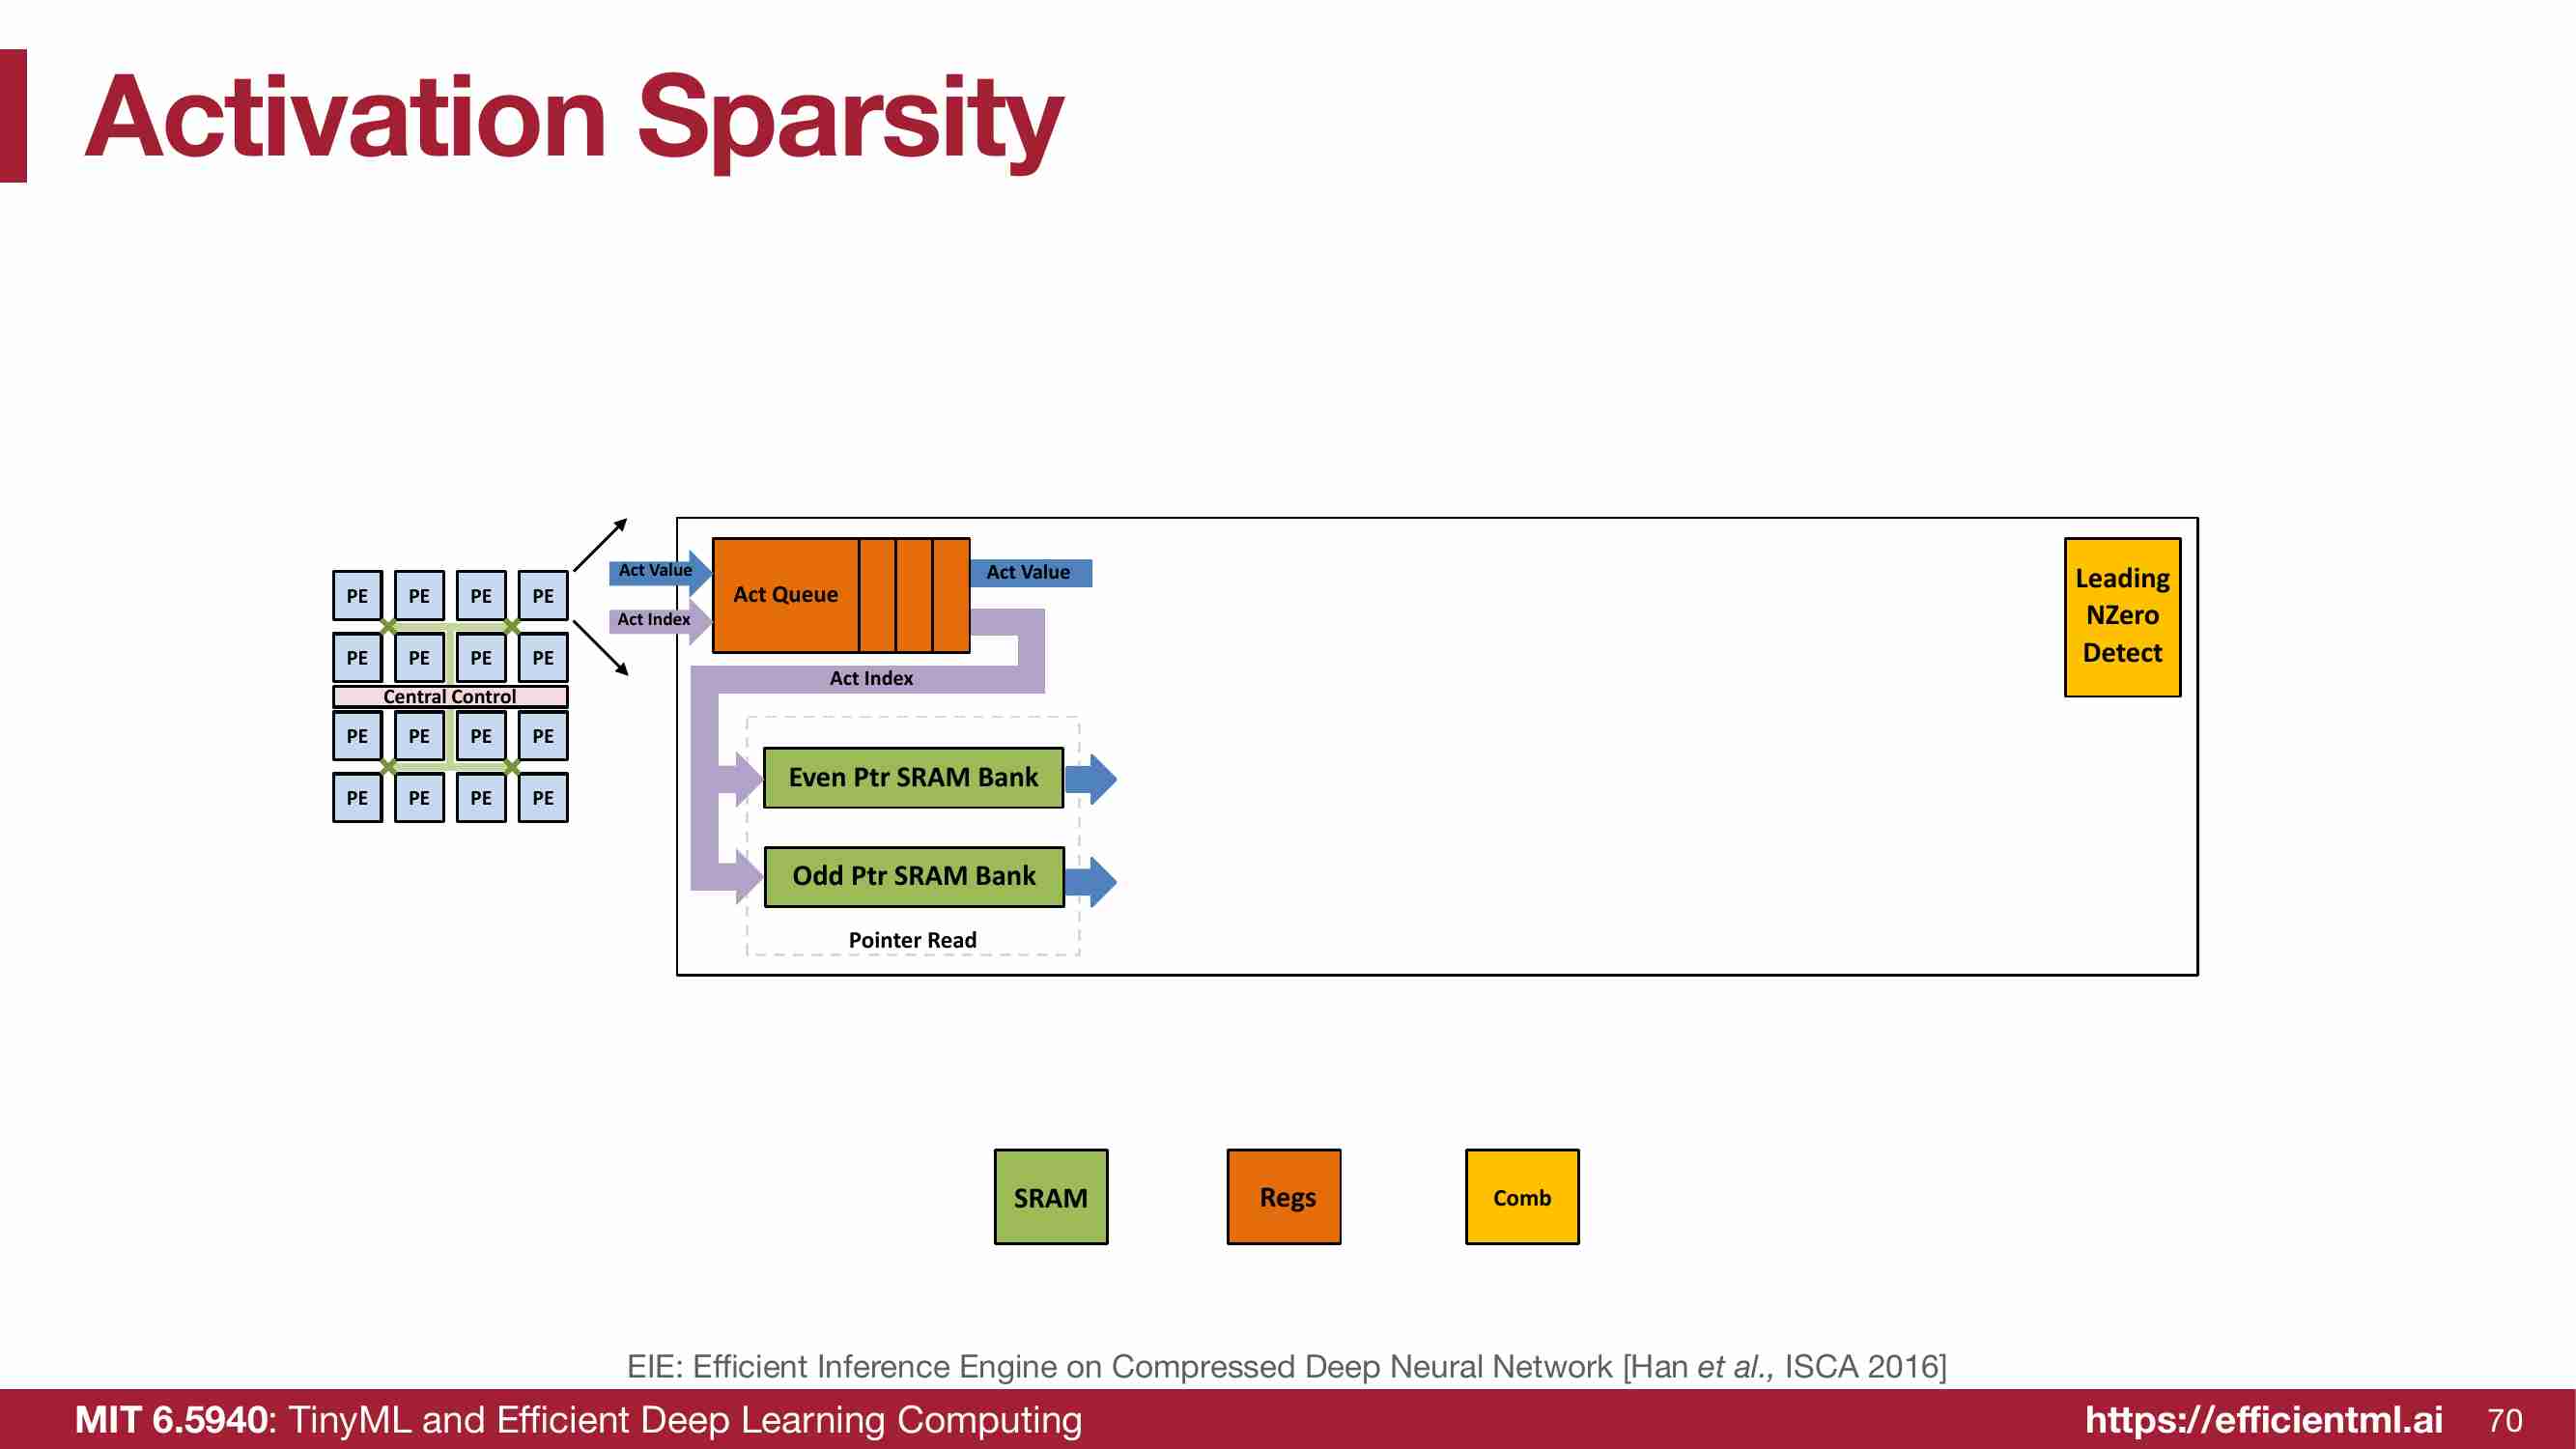 Activation Sparsity
PE PE PE PE
PE PE PE PE
Central Control
PE PE PE PE
PE PE PE PE
Act Value
Act Index
Act Queue
Act Value
Act Index
Even Ptr SRAM Bank
Odd Ptr SRAM Bank
Pointer Read
Leading
NZero
Detect
SRAM
Regs
Comb
EIE: Efficient Inference Engine on Compressed Deep Neural Network [Han et al., ISCA 2016]
MIT 6.5940: TinyML and Efficient Deep Learning Computing
https://efficientml.ai
70